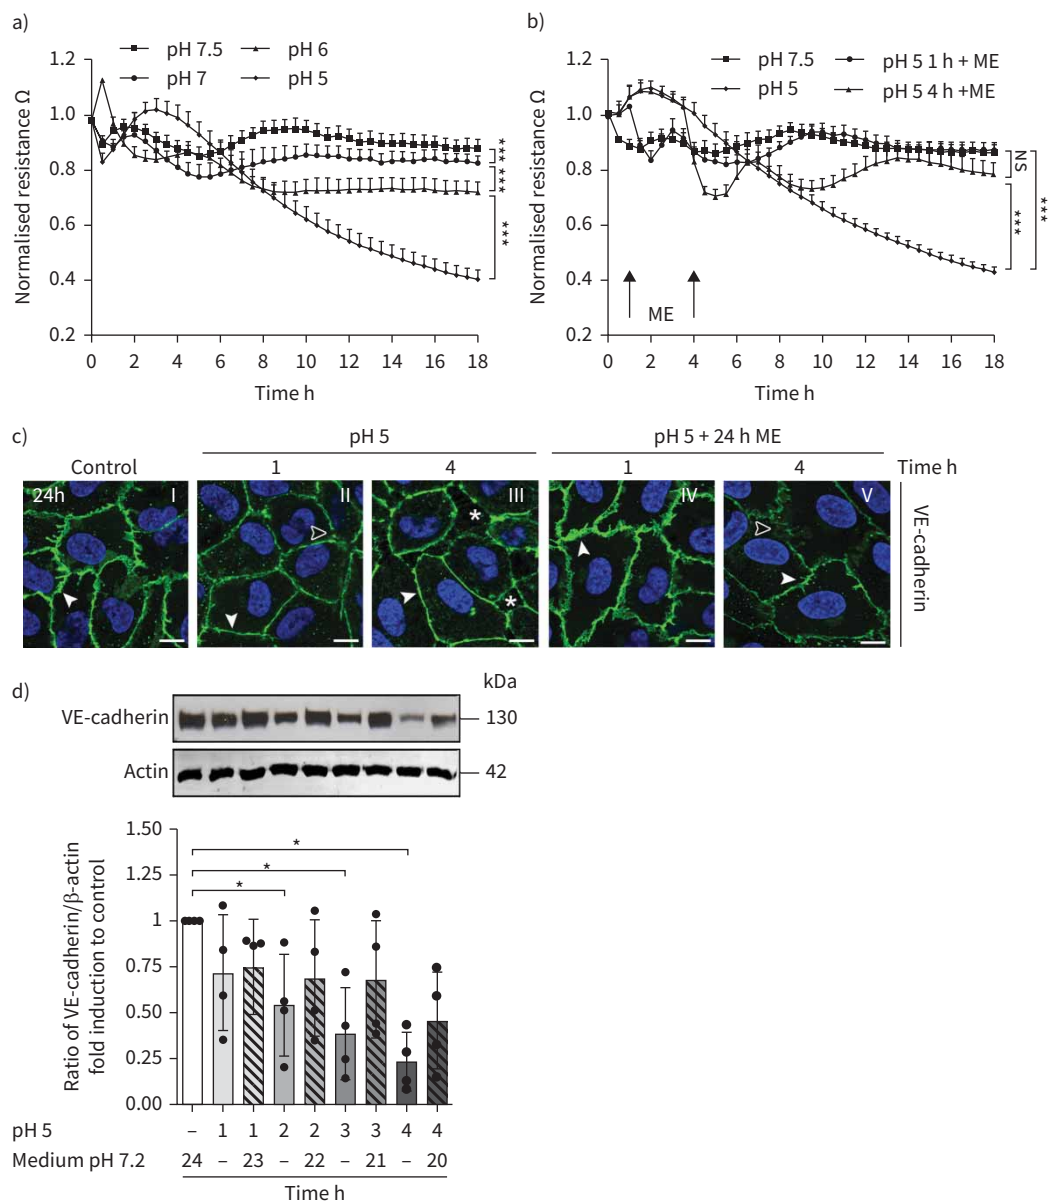 a)
pH 7.5
pH 6
pH 7
pH 5
Normalised resistance Ω
1.2
1.0
0.8
0.6
0.4
0.2
***
***
***
0 2 4 6 8 10 12 14 16 18
Time h
b)
pH 7.5
pH 5 1 h + ME
pH 5
pH 5 4 h +ME
Normalised resistance Ω
1.2
1.0
0.8
0.6
0.4
0.2
NS
***
***
ME
0 2 4 6 8 10 12 14 16 18
Time h
c)
pH 5
pH 5 + 24 h ME
Control 1 4 1 4 Time h
24h I II III IV V
* *
VE-cadherin
d)
kDa
VE-cadherin 130
Actin 42
Ratio of VE-cadherin/β-actin
fold induction to control
1.50
1.25
1
0.75
0.50
0.25
0.00
*
*
*
pH 5 – 1 1 2 2 3 3 4 4
Medium pH 7.2 24 – 23 – 22 – 21 – 20
Time h